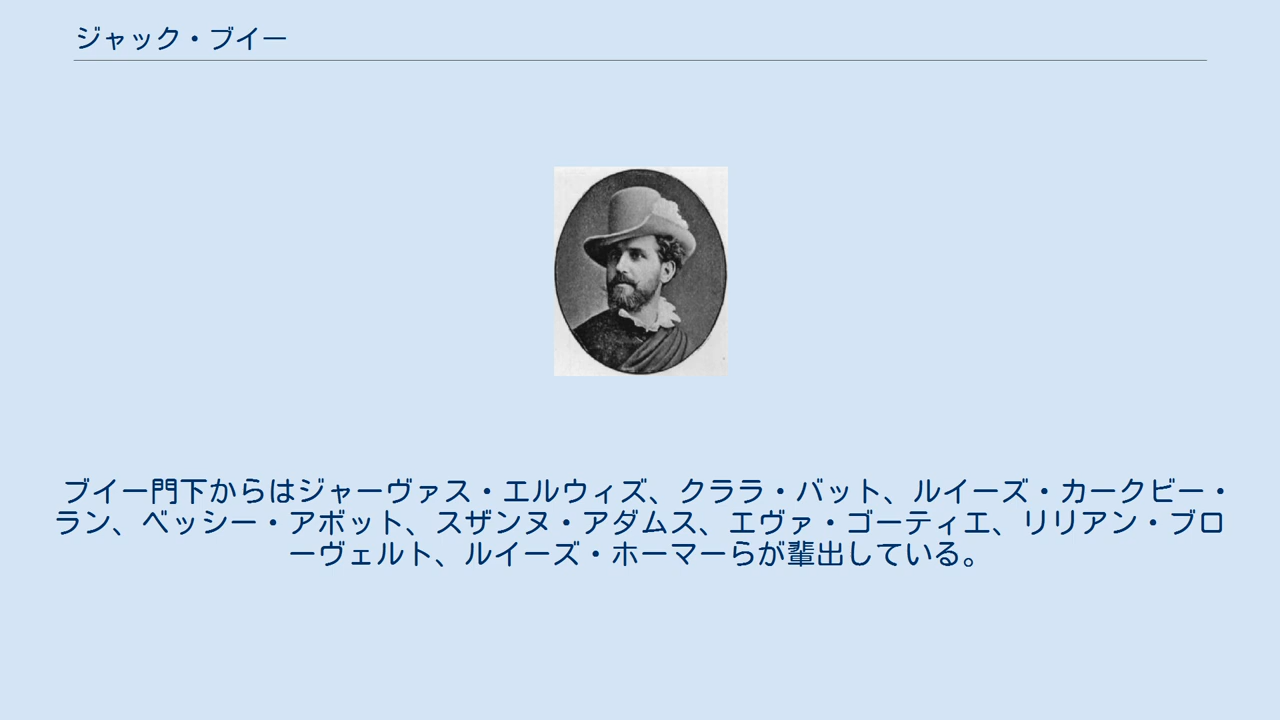 ジャック・ブイー
ブイー門下からはジャーヴァス・エルウィズ、クララ・バット、ルイーズ・カークビー・
ラン、ベッシー・アボット、スザンヌ・アダムス、エヴァ・ゴーティエ、リリアン・ブロ
ーヴェルト、ルイーズ・ホーマーらが輩出している。